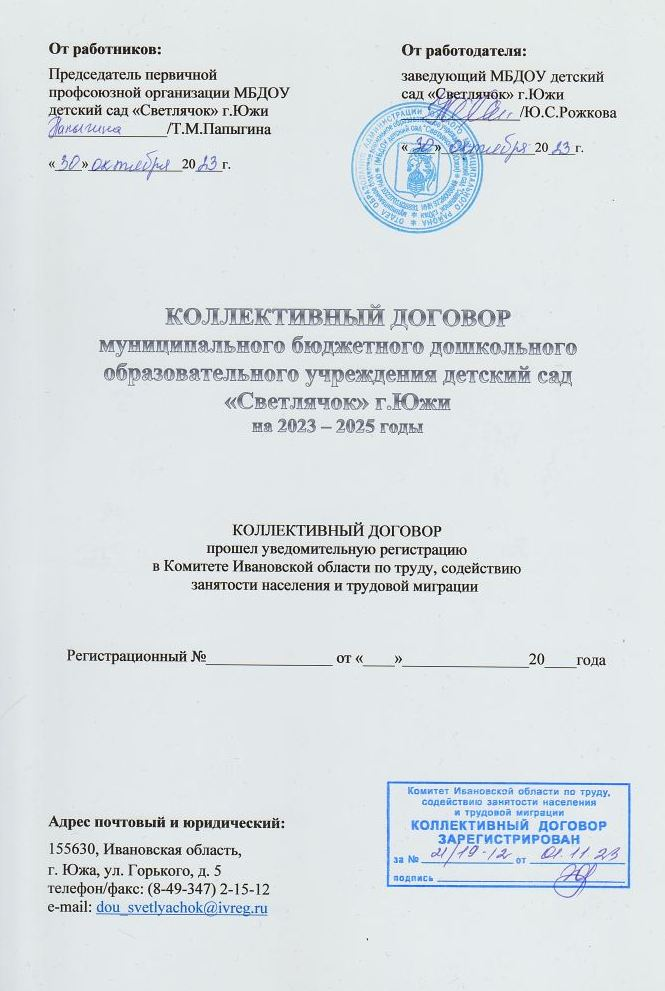 От работников:
Председатель первичной
профсоюзной организации МБДОУ
детский сад «Светлячок» г.Южи
Папыгина /Т.М.Папыгина
«30» октября 2023 г.
От работодателя:
заведующий МБДОУ детский
сад «Светлячок» г.Южи
/Ю.С.Рожкова
«30» октября 2023 г.
КОЛЛЕКТИВНЫЙ ДОГОВОР
муниципального бюджетного дошкольного
образовательного учреждения детский сад
«Светлячок» г.Южи
на 2023 – 2025 годы
КОЛЛЕКТИВНЫЙ ДОГОВОР
прошел уведомительную регистрацию
в Комитете Ивановской области по труду, содействию
занятости населения и трудовой миграции
Регистрационный №________________ от «____»________________20____года
Адрес почтовый и юридический:
155630, Ивановская область,
г. Южа, ул. Горького, д. 5
телефон/факс: (8-49-347) 2-15-12
e-mail: dou_svetlyachok@ivreg.ru
Комитет Ивановской области по труду,
содействию занятости населения
и трудовой миграции
КОЛЛЕКТИВНЫЙ ДОГОВОР
ЗАРЕГИСТРИРОВАН
за № 21/19-12 от 01.11.23
подпись